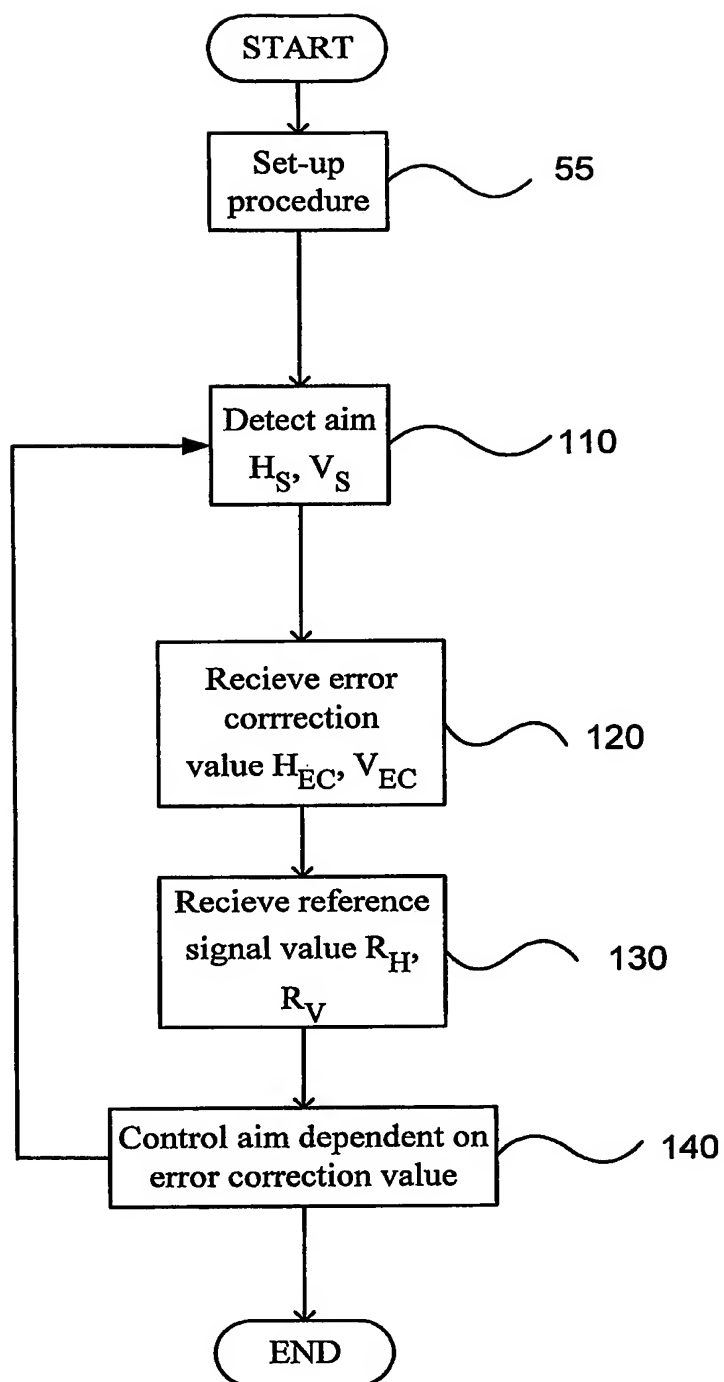 START
Set-up
procedure
55
Detect aim
H_S, V_S
110
Recieve error
corrrection
value H_EC, V_EC
120
Recieve reference
signal value R_H,
R_V
130
Control aim dependent on
error correction value
140
END